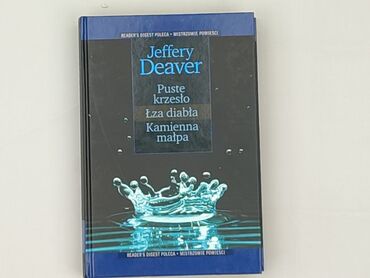 READER'S DIGEST POLECA • MISTRZOWIE POWIEŚCI
Jeffery
Deaver
Puste
krzesło
Łza diabła
Kamienna
małpa
READER'S DIGEST POLECA • MISTRZOWIE POWIEŚCI